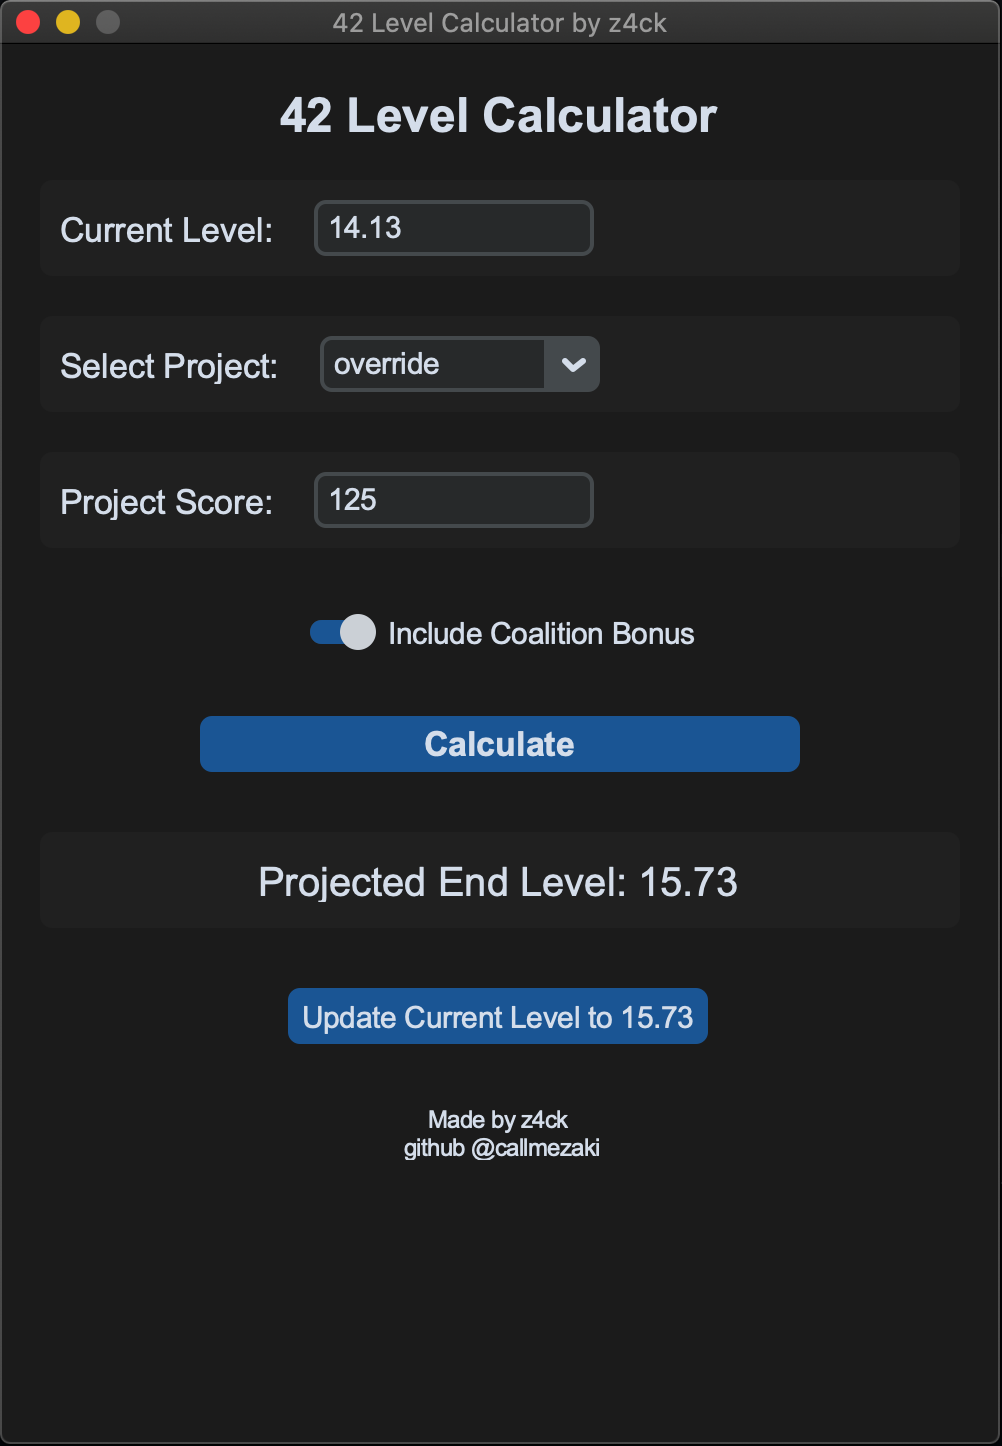 42 Level Calculator by z4ck
42 Level Calculator
Current Level: 14.13
Select Project: override
Project Score: 125
Include Coalition Bonus
Calculate
Projected End Level: 15.73
Update Current Level to 15.73
Made by z4ck
github @callmezaki